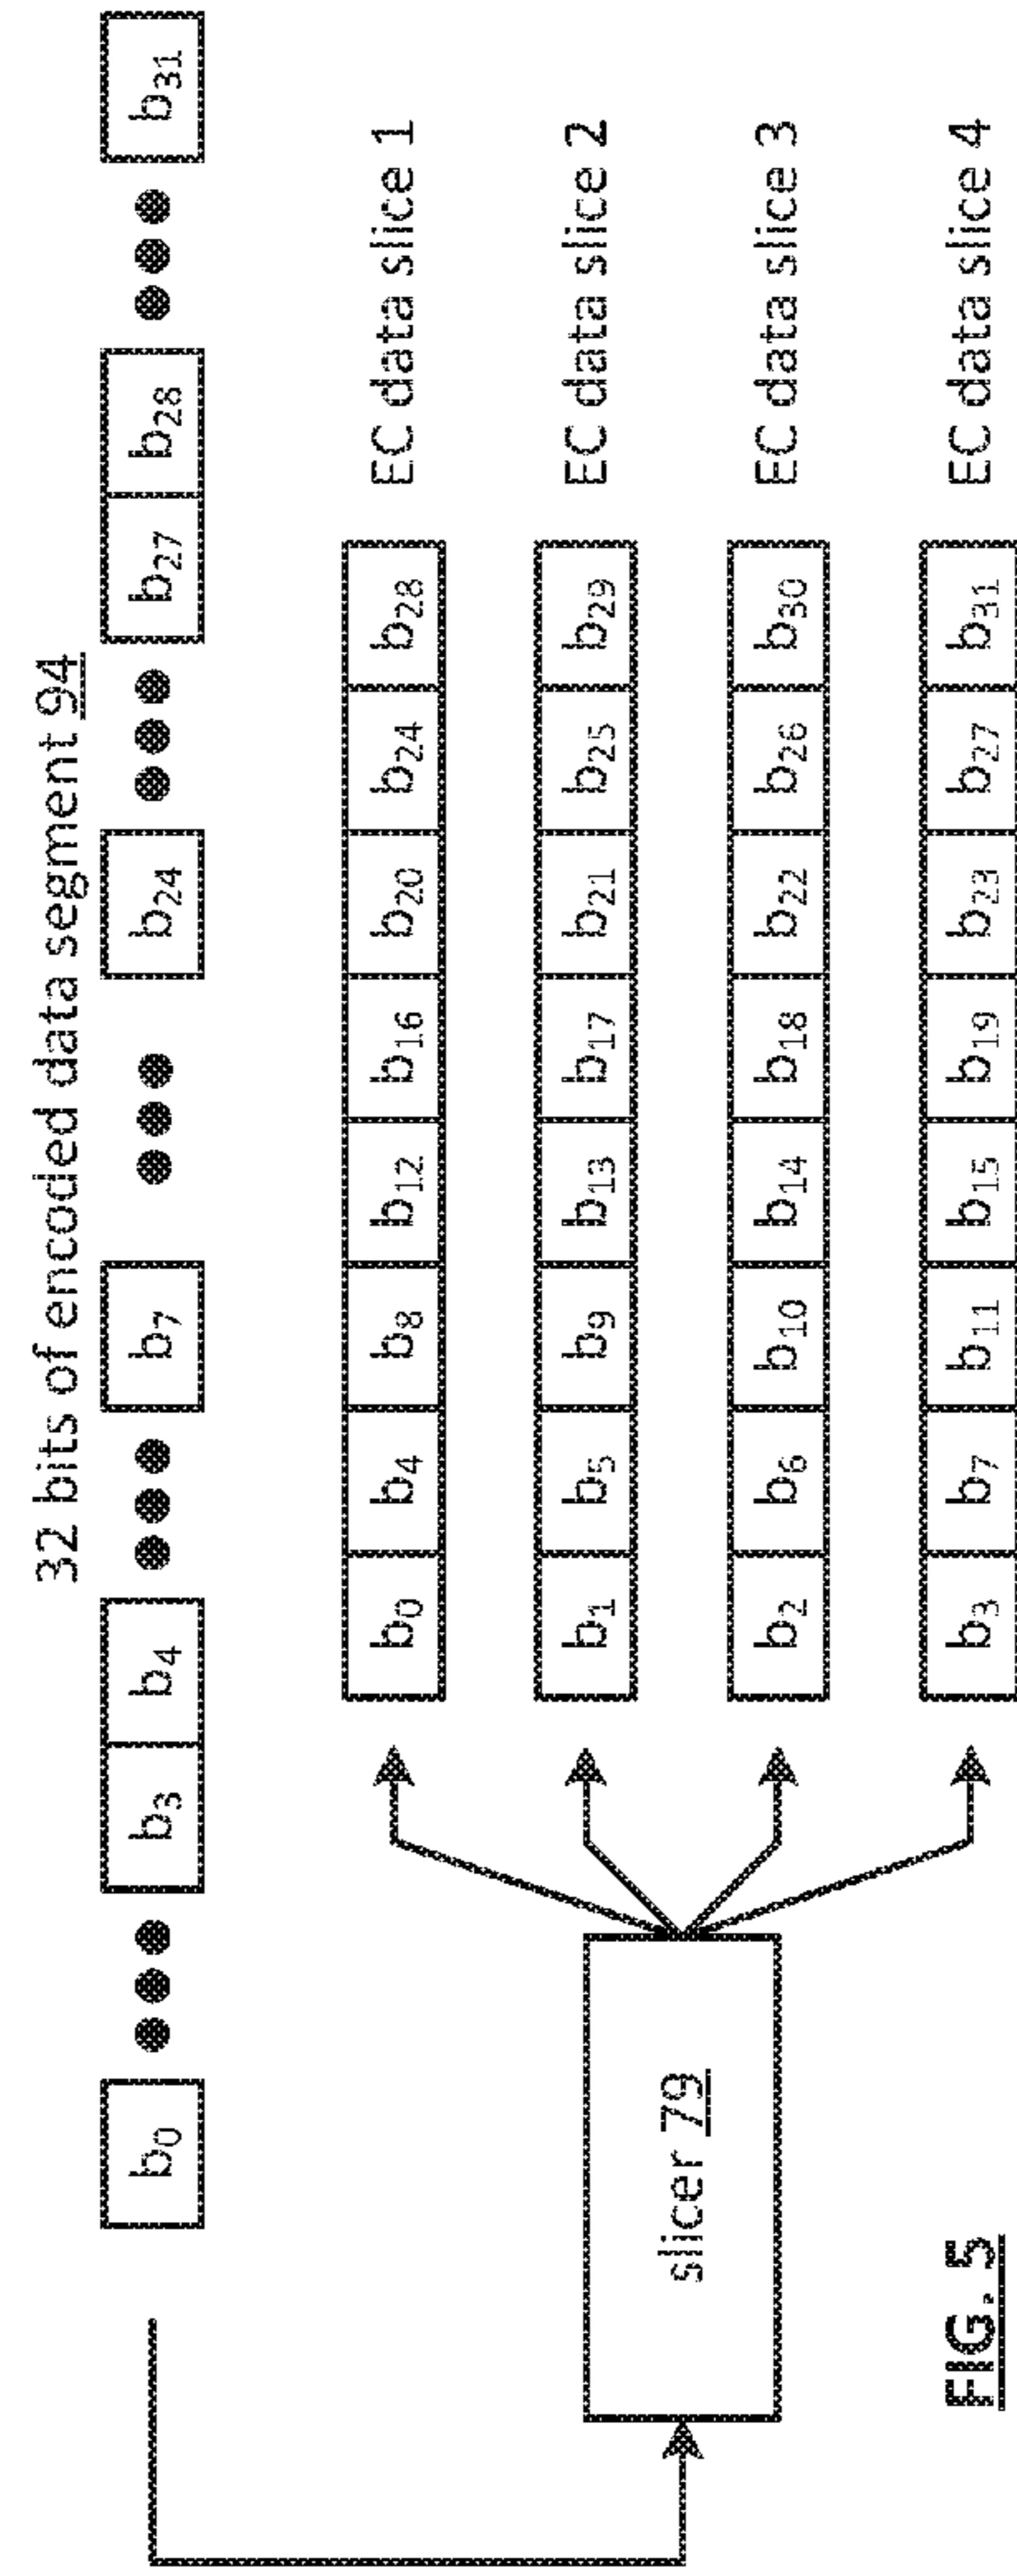 32 bits of encoded data segment 94
b0 ••• b3 b4 ••• b7 ••• b24 ••• b27 b28 ••• b31
slicer 79
b0 b4 b8 b12 b16 b20 b24 b28 EC data slice 1
b1 b5 b9 b13 b17 b21 b25 b29 EC data slice 2
b2 b6 b10 b14 b18 b22 b26 b30 EC data slice 3
b3 b7 b11 b15 b19 b23 b27 b31 EC data slice 4
FIG. 5